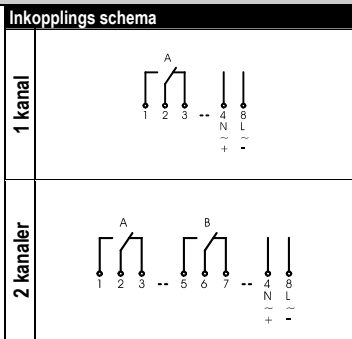 Inkopplings schema
1 kanal
A
1 2 3 -- 4 8
N L
~ ~
+ -
2 kanaler
A B
1 2 3 -- 5 6 7 -- 4 8
N L
~ ~
+ -